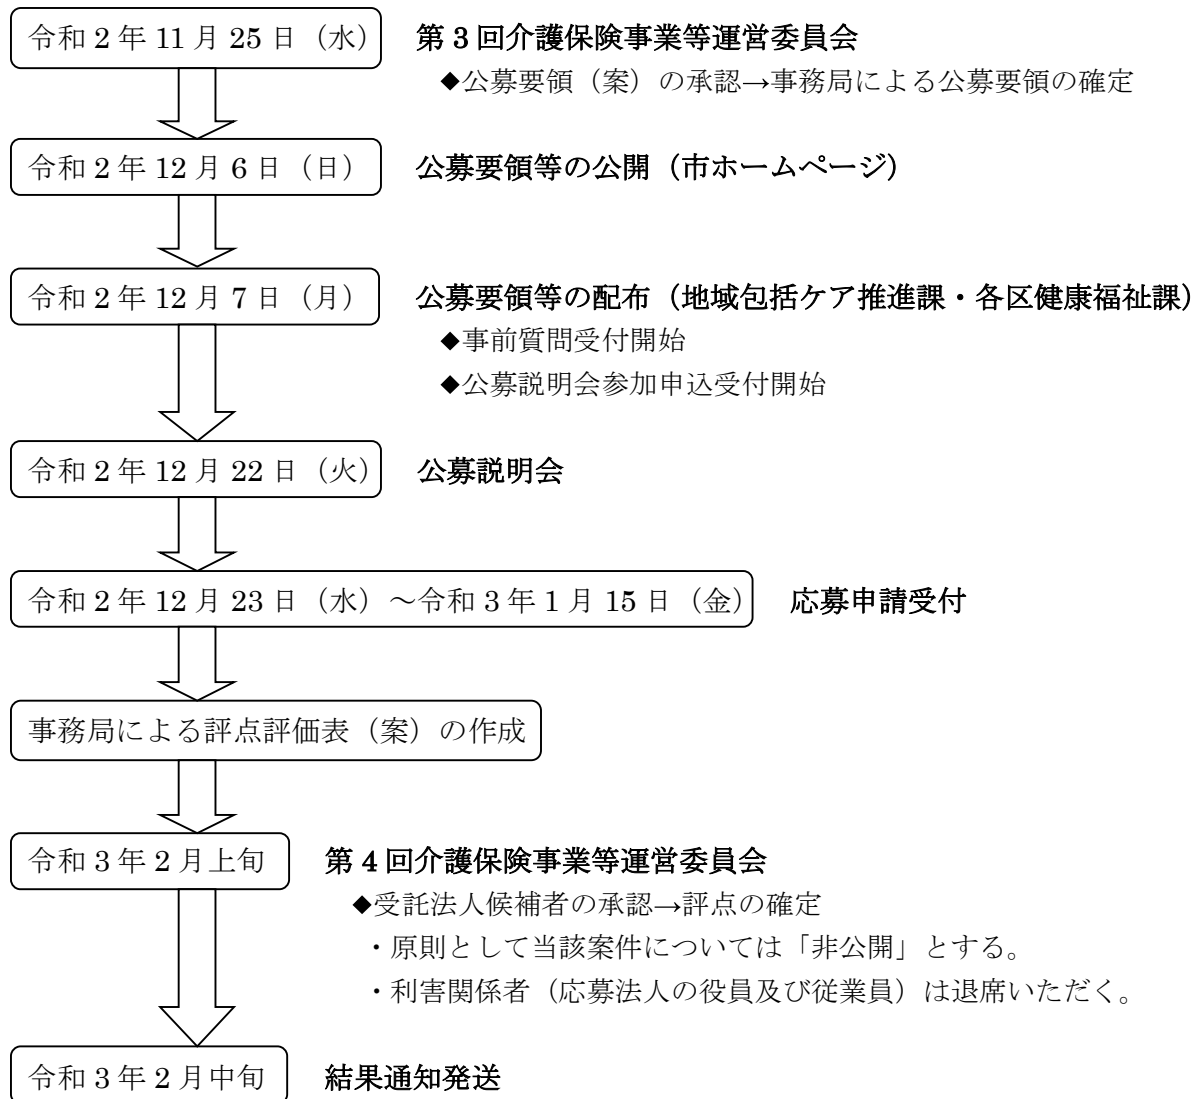 令和2年11月25日（水） 第3回介護保険事業等運営委員会
◆公募要領（案）の承認→事務局による公募要領の確定
令和2年12月6日（日） 公募要領等の公開（市ホームページ）
令和2年12月7日（月） 公募要領等の配布（地域包括ケア推進課・各区健康福祉課）
◆事前質問受付開始
◆公募説明会参加申込受付開始
令和2年12月22日（火） 公募説明会
令和2年12月23日（水）～令和3年1月15日（金） 応募申請受付
事務局による評点評価表（案）の作成
令和3年2月上旬 第4回介護保険事業等運営委員会
◆受託法人候補者の承認→評点の確定
・原則として当該案件については「非公開」とする。
・利害関係者（応募法人の役員及び従業員）は退席いただく。
令和3年2月中旬 結果通知発送